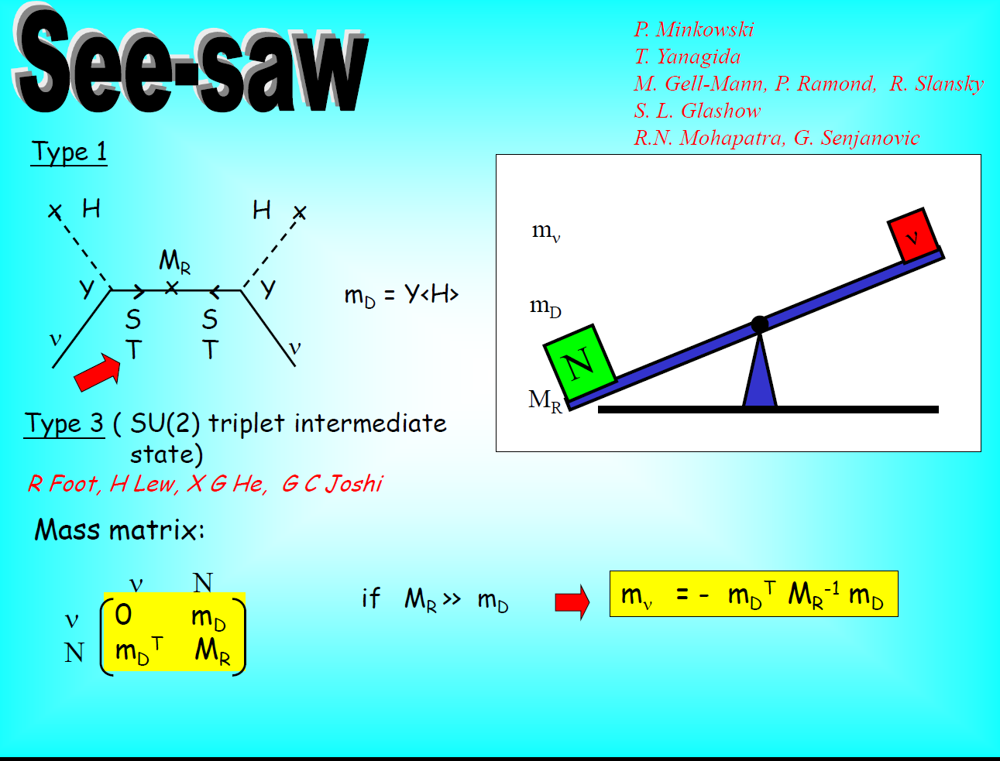 See-saw
P. Minkowski
T. Yanagida
M. Gell-Mann, P. Ramond, R. Slansky
S. L. Glashow
R.N. Mohapatra, G. Senjanovic
Type 1
x H H x
M_R
Y x Y
S S
T T
ν ν
m_D = Y<H>
m_ν
ν
m_D
N
M_R
Type 3 ( SU(2) triplet intermediate
state)
R Foot, H Lew, X G He, G C Joshi
Mass matrix:
ν N
ν 0 m_D
N m_D^T M_R
if M_R >> m_D
m_ν = - m_D^T M_R^-1 m_D